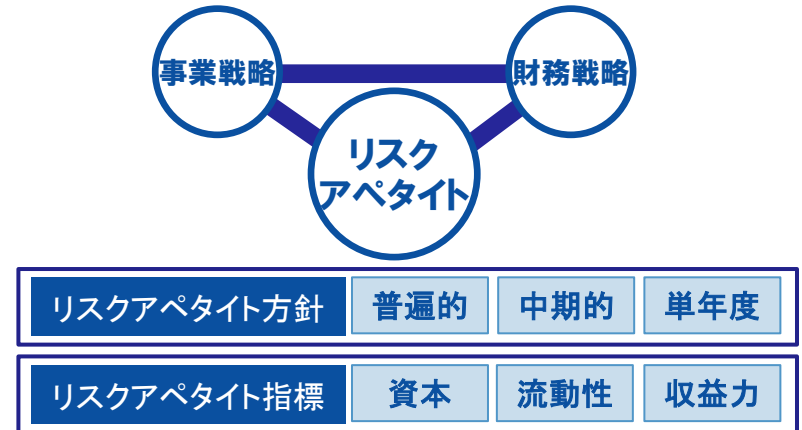 事業戦略
財務戦略
リスク
アペタイト
リスクアペタイト方針 普遍的 中期的 単年度
リスクアペタイト指標 資本 流動性 収益力